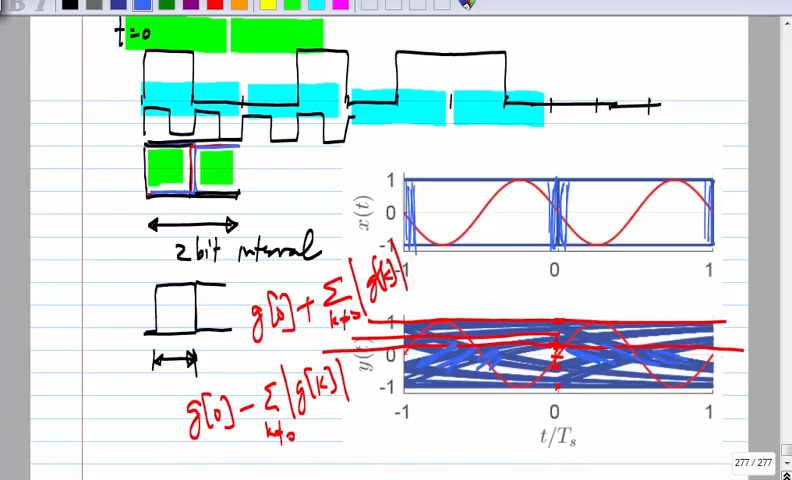 t=0
2 bit interval
g[0] + Σ |g[k]|
k≠0
g[0] - Σ |g[k]|
k≠0
1
0
-1
x(t)
-1 0 1
1
0
-1
y(t)
-1 0 1
t/Ts
277 / 277